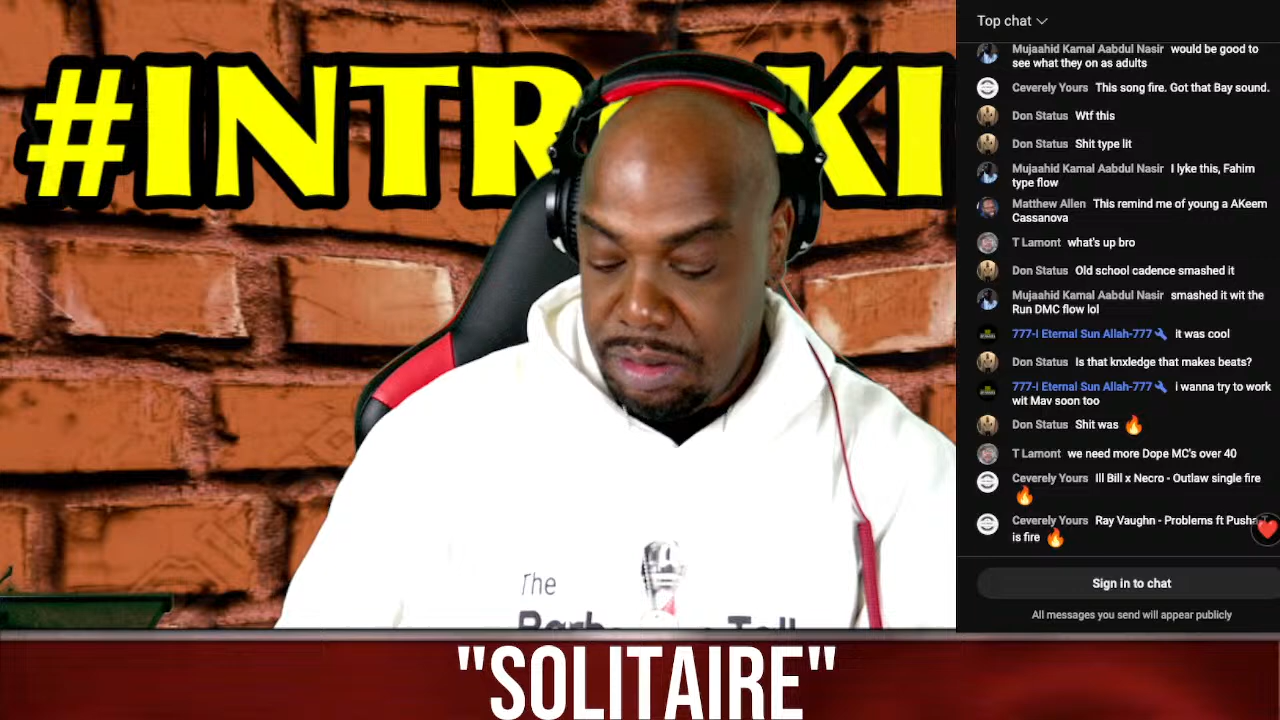 #INTR KI
The
"SOLITAIRE"
Top chat
Mujaahid Kamal Aabdul Nasir would be good to
see what they on as adults
Ceverely Yours This song fire. Got that Bay sound.
Don Status Wtf this
Don Status Shit type lit
Mujaahid Kamal Aabdul Nasir I lyke this, Fahim
type flow
Matthew Allen This remind me of young a AKeem
Cassanova
T Lamont what's up bro
Don Status Old school cadence smashed it
Mujaahid Kamal Aabdul Nasir smashed it wit the
Run DMC flow lol
777-I Eternal Sun Allah-777 it was cool
Don Status Is that knxledge that makes beats?
777-I Eternal Sun Allah-777 i wanna try to work
wit Mav soon too
Don Status Shit was 🔥
T Lamont we need more Dope MC's over 40
Ceverely Yours Ill Bill x Necro - Outlaw single fire
🔥
Ceverely Yours Ray Vaughn - Problems ft Pusha
is fire 🔥
Sign in to chat
All messages you send will appear publicly